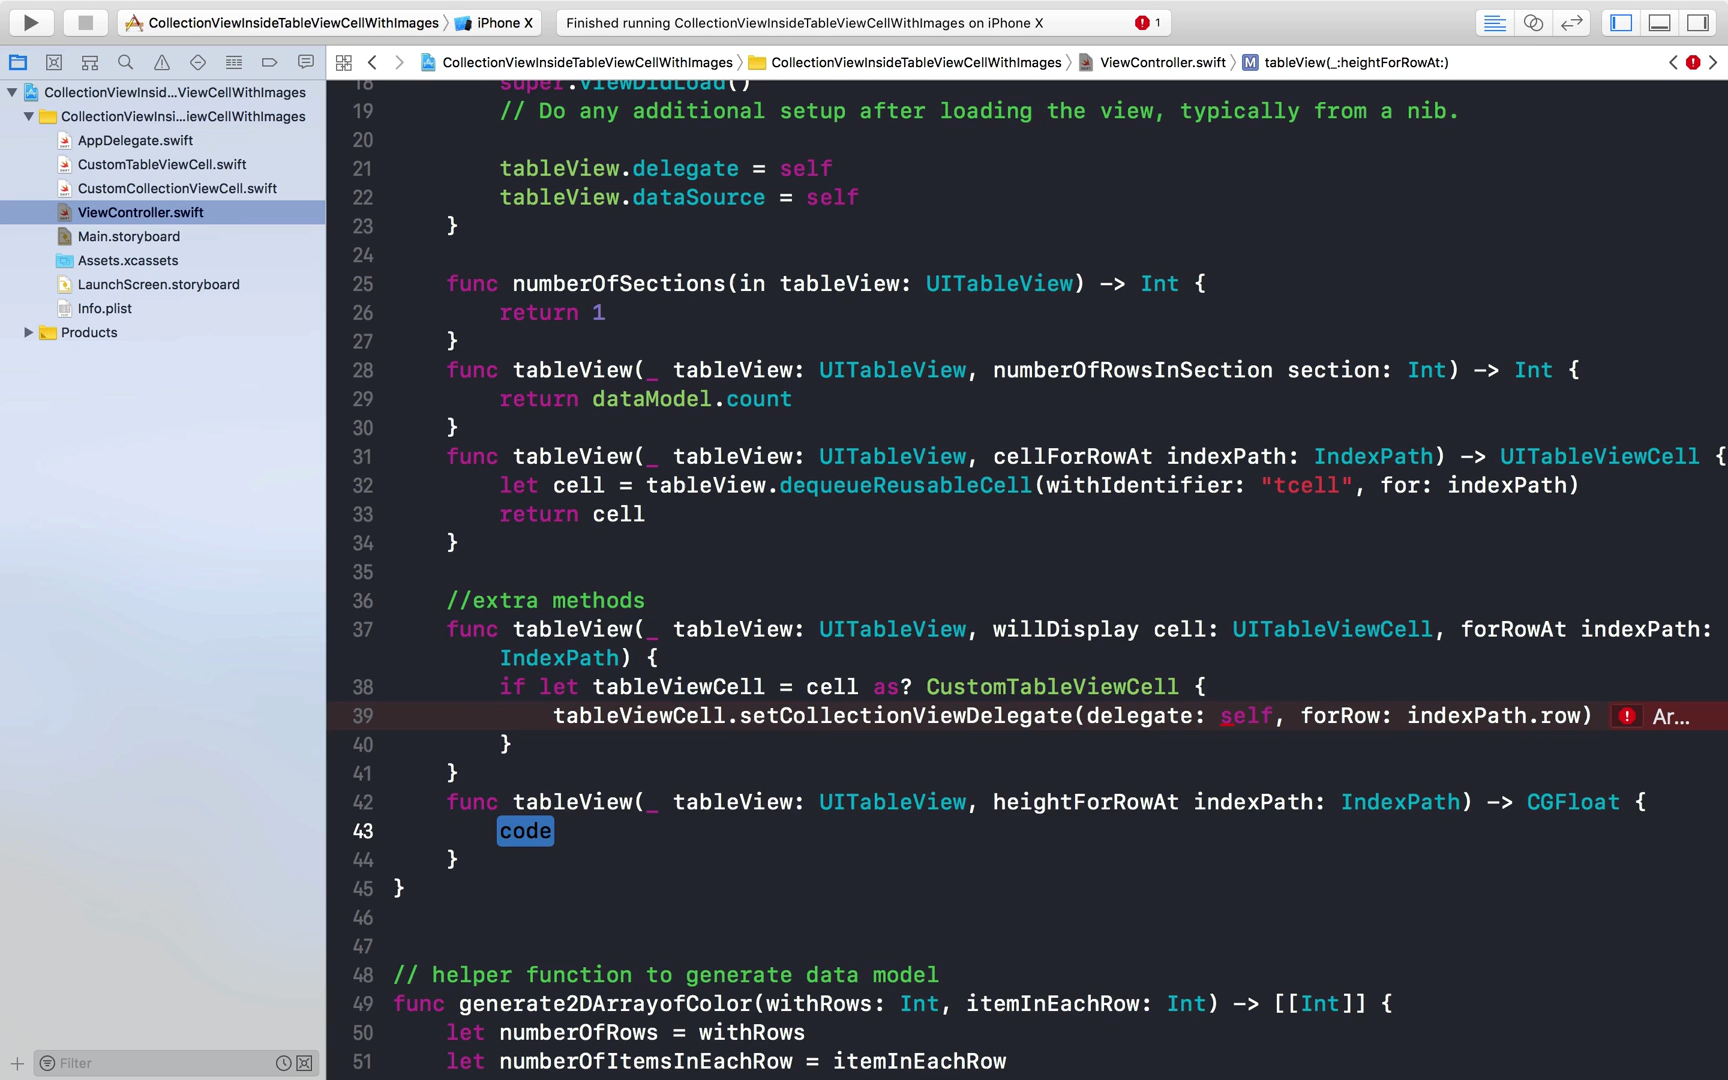 CollectionViewInsideTableViewCellWithImages
iPhone X
Finished running CollectionViewInsideTableViewCellWithImages on iPhone X
1
CollectionViewInsideTableViewCellWithImages
CollectionViewInsideTableViewCellWithImages
ViewController.swift
M
tableView(_:heightForRowAt:)
CollectionViewInsid...ViewCellWithImages
CollectionViewInsi...iewCellWithImages
AppDelegate.swift
CustomTableViewCell.swift
CustomCollectionViewCell.swift
ViewController.swift
Main.storyboard
Assets.xcassets
LaunchScreen.storyboard
Info.plist
Products
Filter
18 super.viewDidLoad()
19 // Do any additional setup after loading the view, typically from a nib.
20
21 tableView.delegate = self
22 tableView.dataSource = self
23 }
24
25 func numberOfSections(in tableView: UITableView) -> Int {
26 return 1
27 }
28 func tableView(_ tableView: UITableView, numberOfRowsInSection section: Int) -> Int {
29 return dataModel.count
30 }
31 func tableView(_ tableView: UITableView, cellForRowAt indexPath: IndexPath) -> UITableViewCell {
32 let cell = tableView.dequeueReusableCell(withIdentifier: "tcell", for: indexPath)
33 return cell
34 }
35
36 //extra methods
37 func tableView(_ tableView: UITableView, willDisplay cell: UITableViewCell, forRowAt indexPath:
IndexPath) {
38 if let tableViewCell = cell as? CustomTableViewCell {
39 tableViewCell.setCollectionViewDelegate(delegate: self, forRow: indexPath.row) Ar...
40 }
41 }
42 func tableView(_ tableView: UITableView, heightForRowAt indexPath: IndexPath) -> CGFloat {
43 code
44 }
45 }
46
47
48 // helper function to generate data model
49 func generate2DArrayofColor(withRows: Int, itemInEachRow: Int) -> [[Int]] {
50 let numberOfRows = withRows
51 let numberOfItemsInEachRow = itemInEachRow